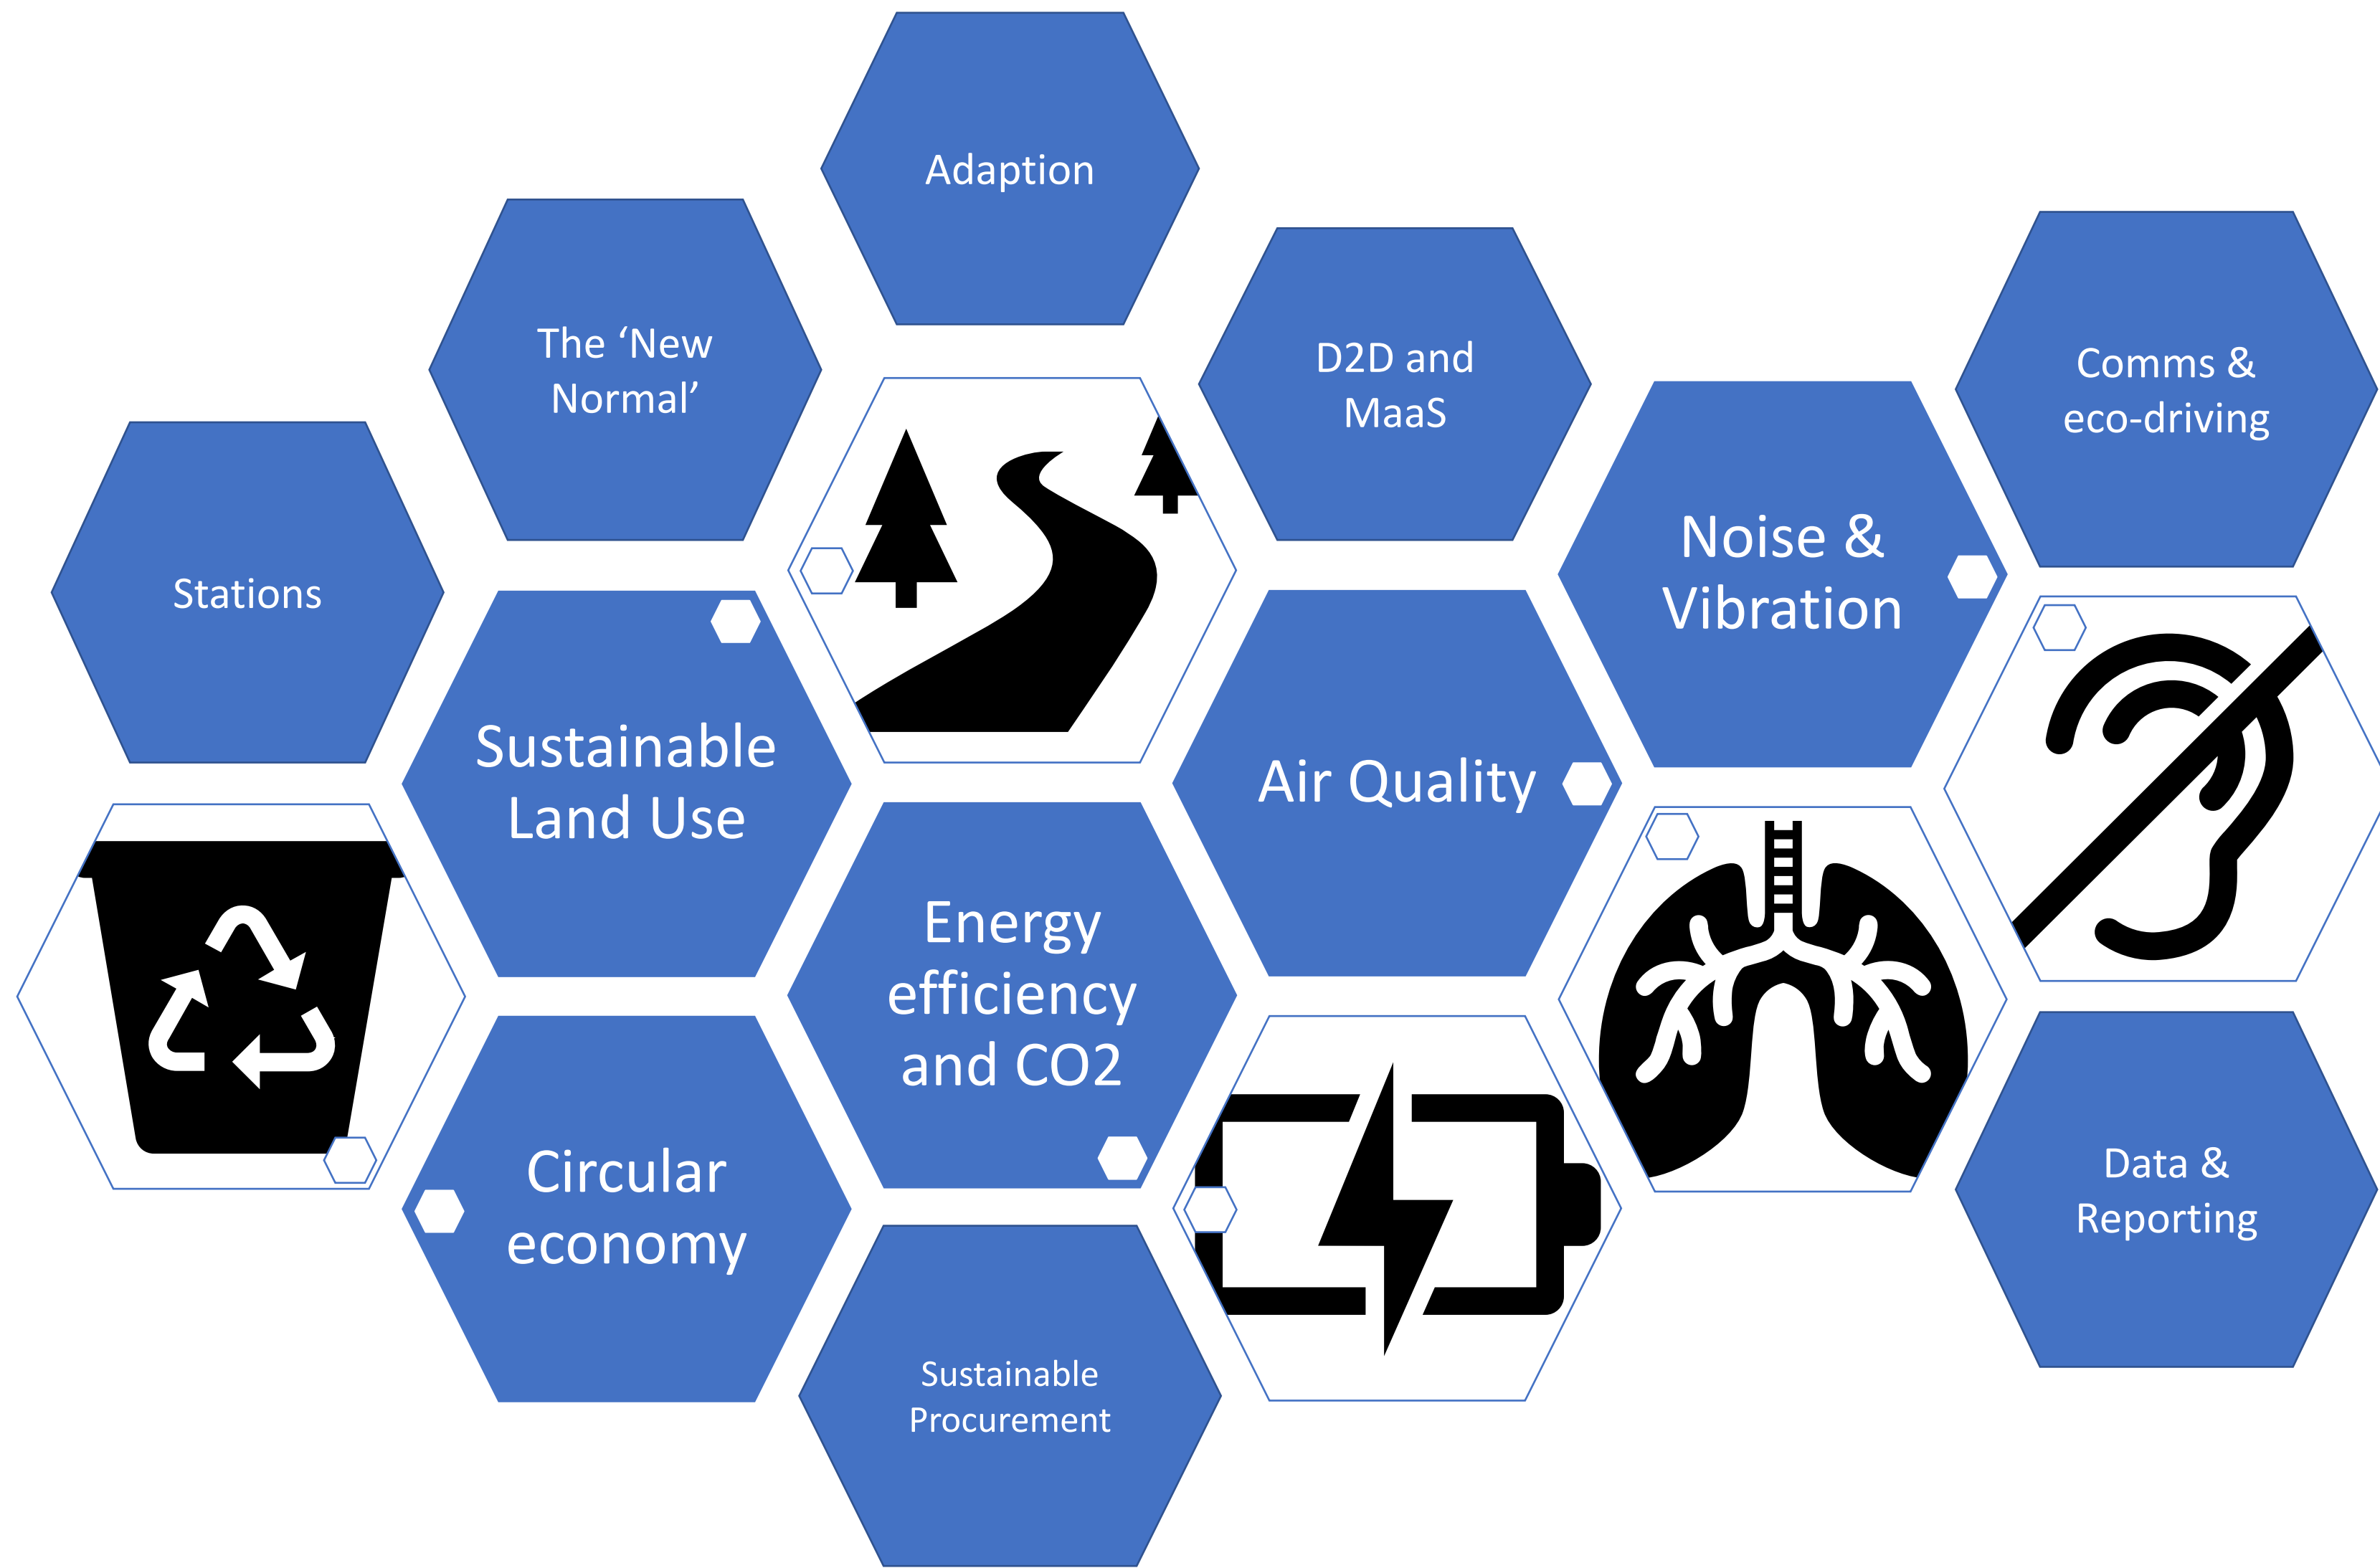 Adaption
The ‘New
Normal’
D2D and
MaaS
Comms &
eco-driving
Stations
Noise &
Vibration
Sustainable
Land Use
Air Quality
Energy
efficiency
and CO2
Circular
economy
Data &
Reporting
Sustainable
Procurement